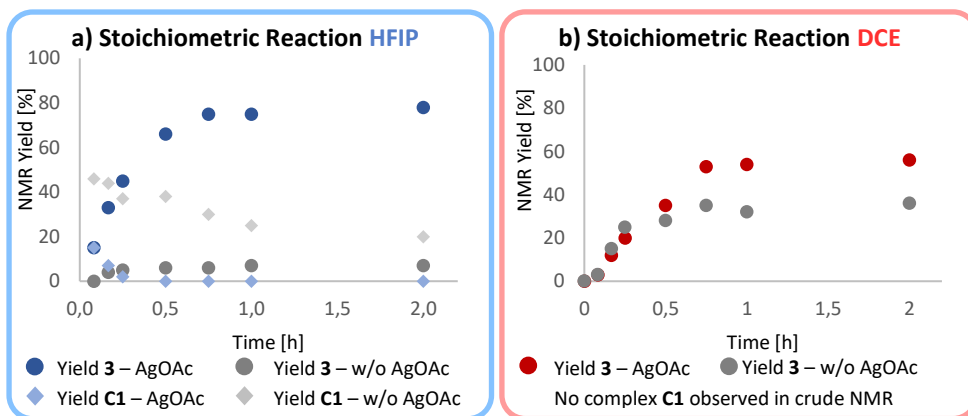 a) Stoichiometric Reaction HFIP
100
80
60
40
20
0
NMR Yield [%]
0,0 0,5 1,0 1,5 2,0
Time [h]
Yield 3 – AgOAc Yield 3 – w/o AgOAc
Yield C1 – AgOAc Yield C1 – w/o AgOAc
b) Stoichiometric Reaction DCE
100
80
60
40
20
0
NMR Yield [%]
0 0,5 1 1,5 2
Time [h]
Yield 3 – AgOAc Yield 3 – w/o AgOAc
No complex C1 observed in crude NMR